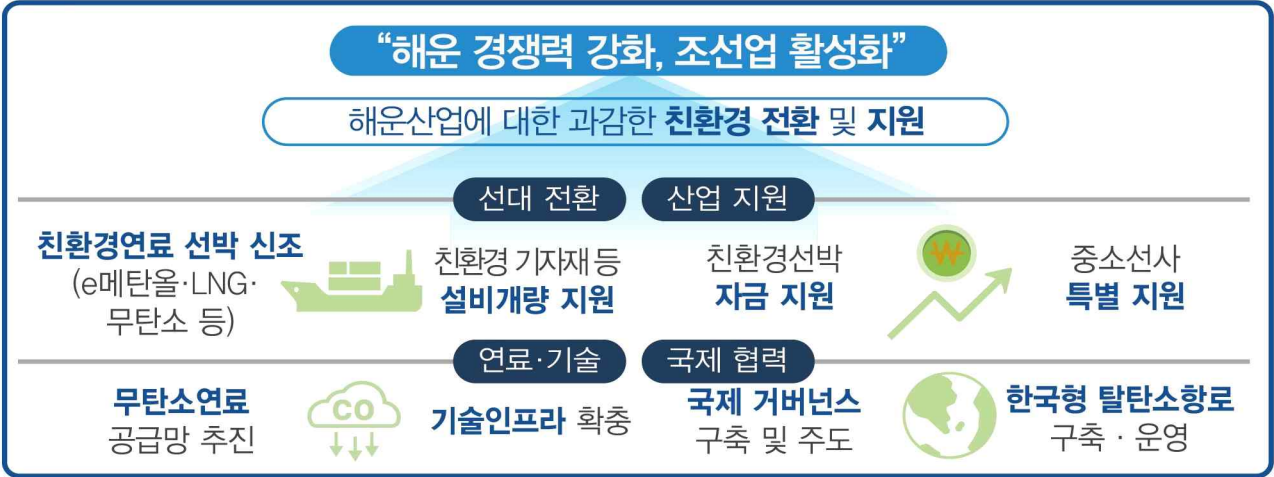 “해운 경쟁력 강화, 조선업 활성화”
해운산업에 대한 과감한 친환경 전환 및 지원
선대 전환
친환경연료 선박 신조
(e메탄올·LNG·
무탄소 등)
친환경 기자재 등
설비개량 지원
산업 지원
친환경선박
자금 지원
₩
중소선사
특별 지원
연료·기술
무탄소연료
공급망 추진
CO
기술인프라 확충
국제 협력
국제 거버넌스
구축 및 주도
한국형 탈탄소항로
구축 · 운영